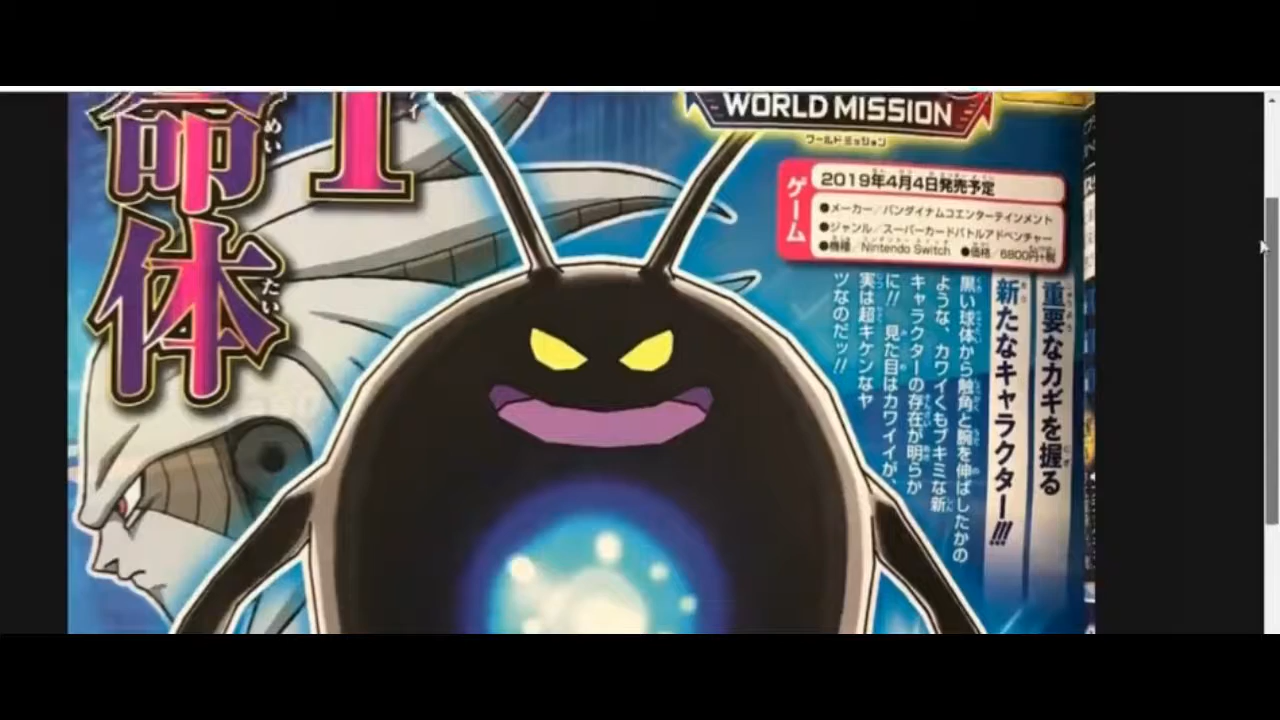 命体
めい
たい
I
イ
WORLD MISSION
ワールドミッション
ゲーム
2019年4月4日発売予定
●メーカー/バンダイナムコエンターテインメント
●ジャンル/スーパーカードバトルアドベンチャー
●機種/Nintendo Switch ●価格/6800円+税
重要なカギを握る
新たなキャラクター!!!
黒い球体から触角と腕を伸ばしたかの
ような、カワイくもブキミな新
キャラクターの存在が明らか
に!! 見た目はカワイイが、
実は超キケンなヤ
ツなのだッ!!